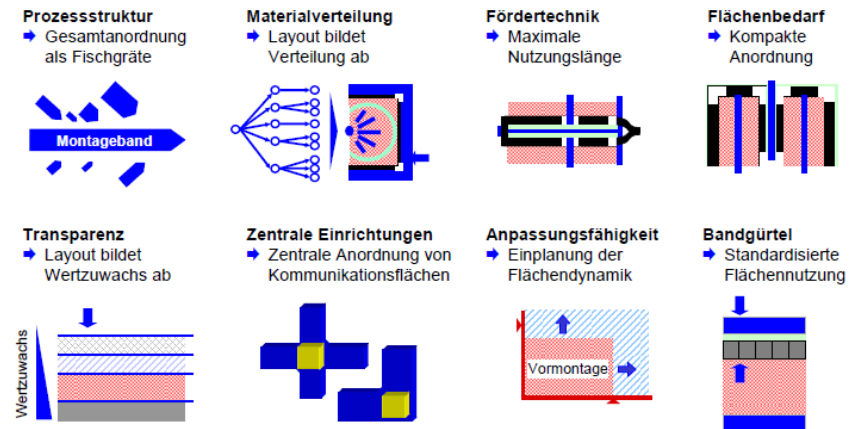 Prozessstruktur
Gesamtanordnung
als Fischgräte
Montageband
Materialverteilung
Layout bildet
Verteilung ab
Fördertechnik
Maximale
Nutzungslänge
Flächenbedarf
Kompakte
Anordnung
Transparenz
Layout bildet
Wertzuwachs ab
Wertzuwachs
Zentrale Einrichtungen
Zentrale Anordnung von
Kommunikationsflächen
Anpassungsfähigkeit
Einplanung der
Flächendynamik
Vormontage
Bandgürtel
Standardisierte
Flächennutzung